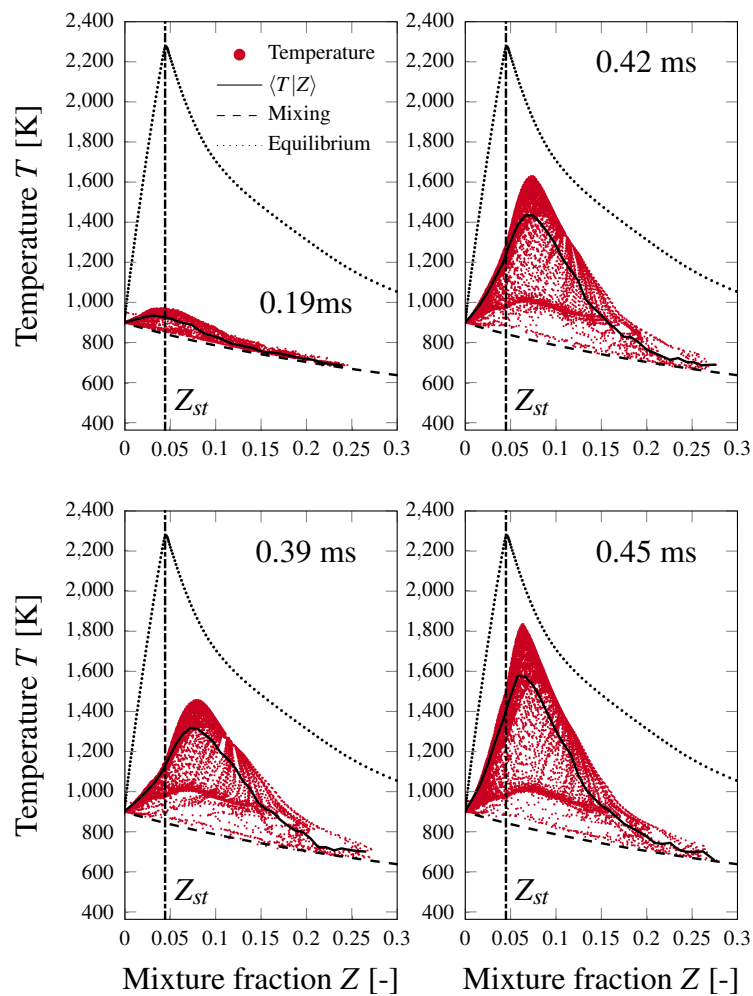 2,400
2,200
2,000
1,800
1,600
1,400
1,200
1,000
800
600
400
Temperature T [K]
Temperature
⟨T|Z⟩
Mixing
Equilibrium
0.19ms
Z_st
0 0.05 0.1 0.15 0.2 0.25 0.3
2,400
2,200
2,000
1,800
1,600
1,400
1,200
1,000
800
600
400
0.42 ms
Z_st
0 0.05 0.1 0.15 0.2 0.25 0.3
2,400
2,200
2,000
1,800
1,600
1,400
1,200
1,000
800
600
400
Temperature T [K]
0.39 ms
Z_st
0 0.05 0.1 0.15 0.2 0.25 0.3
Mixture fraction Z [-]
2,400
2,200
2,000
1,800
1,600
1,400
1,200
1,000
800
600
400
0.45 ms
Z_st
0 0.05 0.1 0.15 0.2 0.25 0.3
Mixture fraction Z [-]